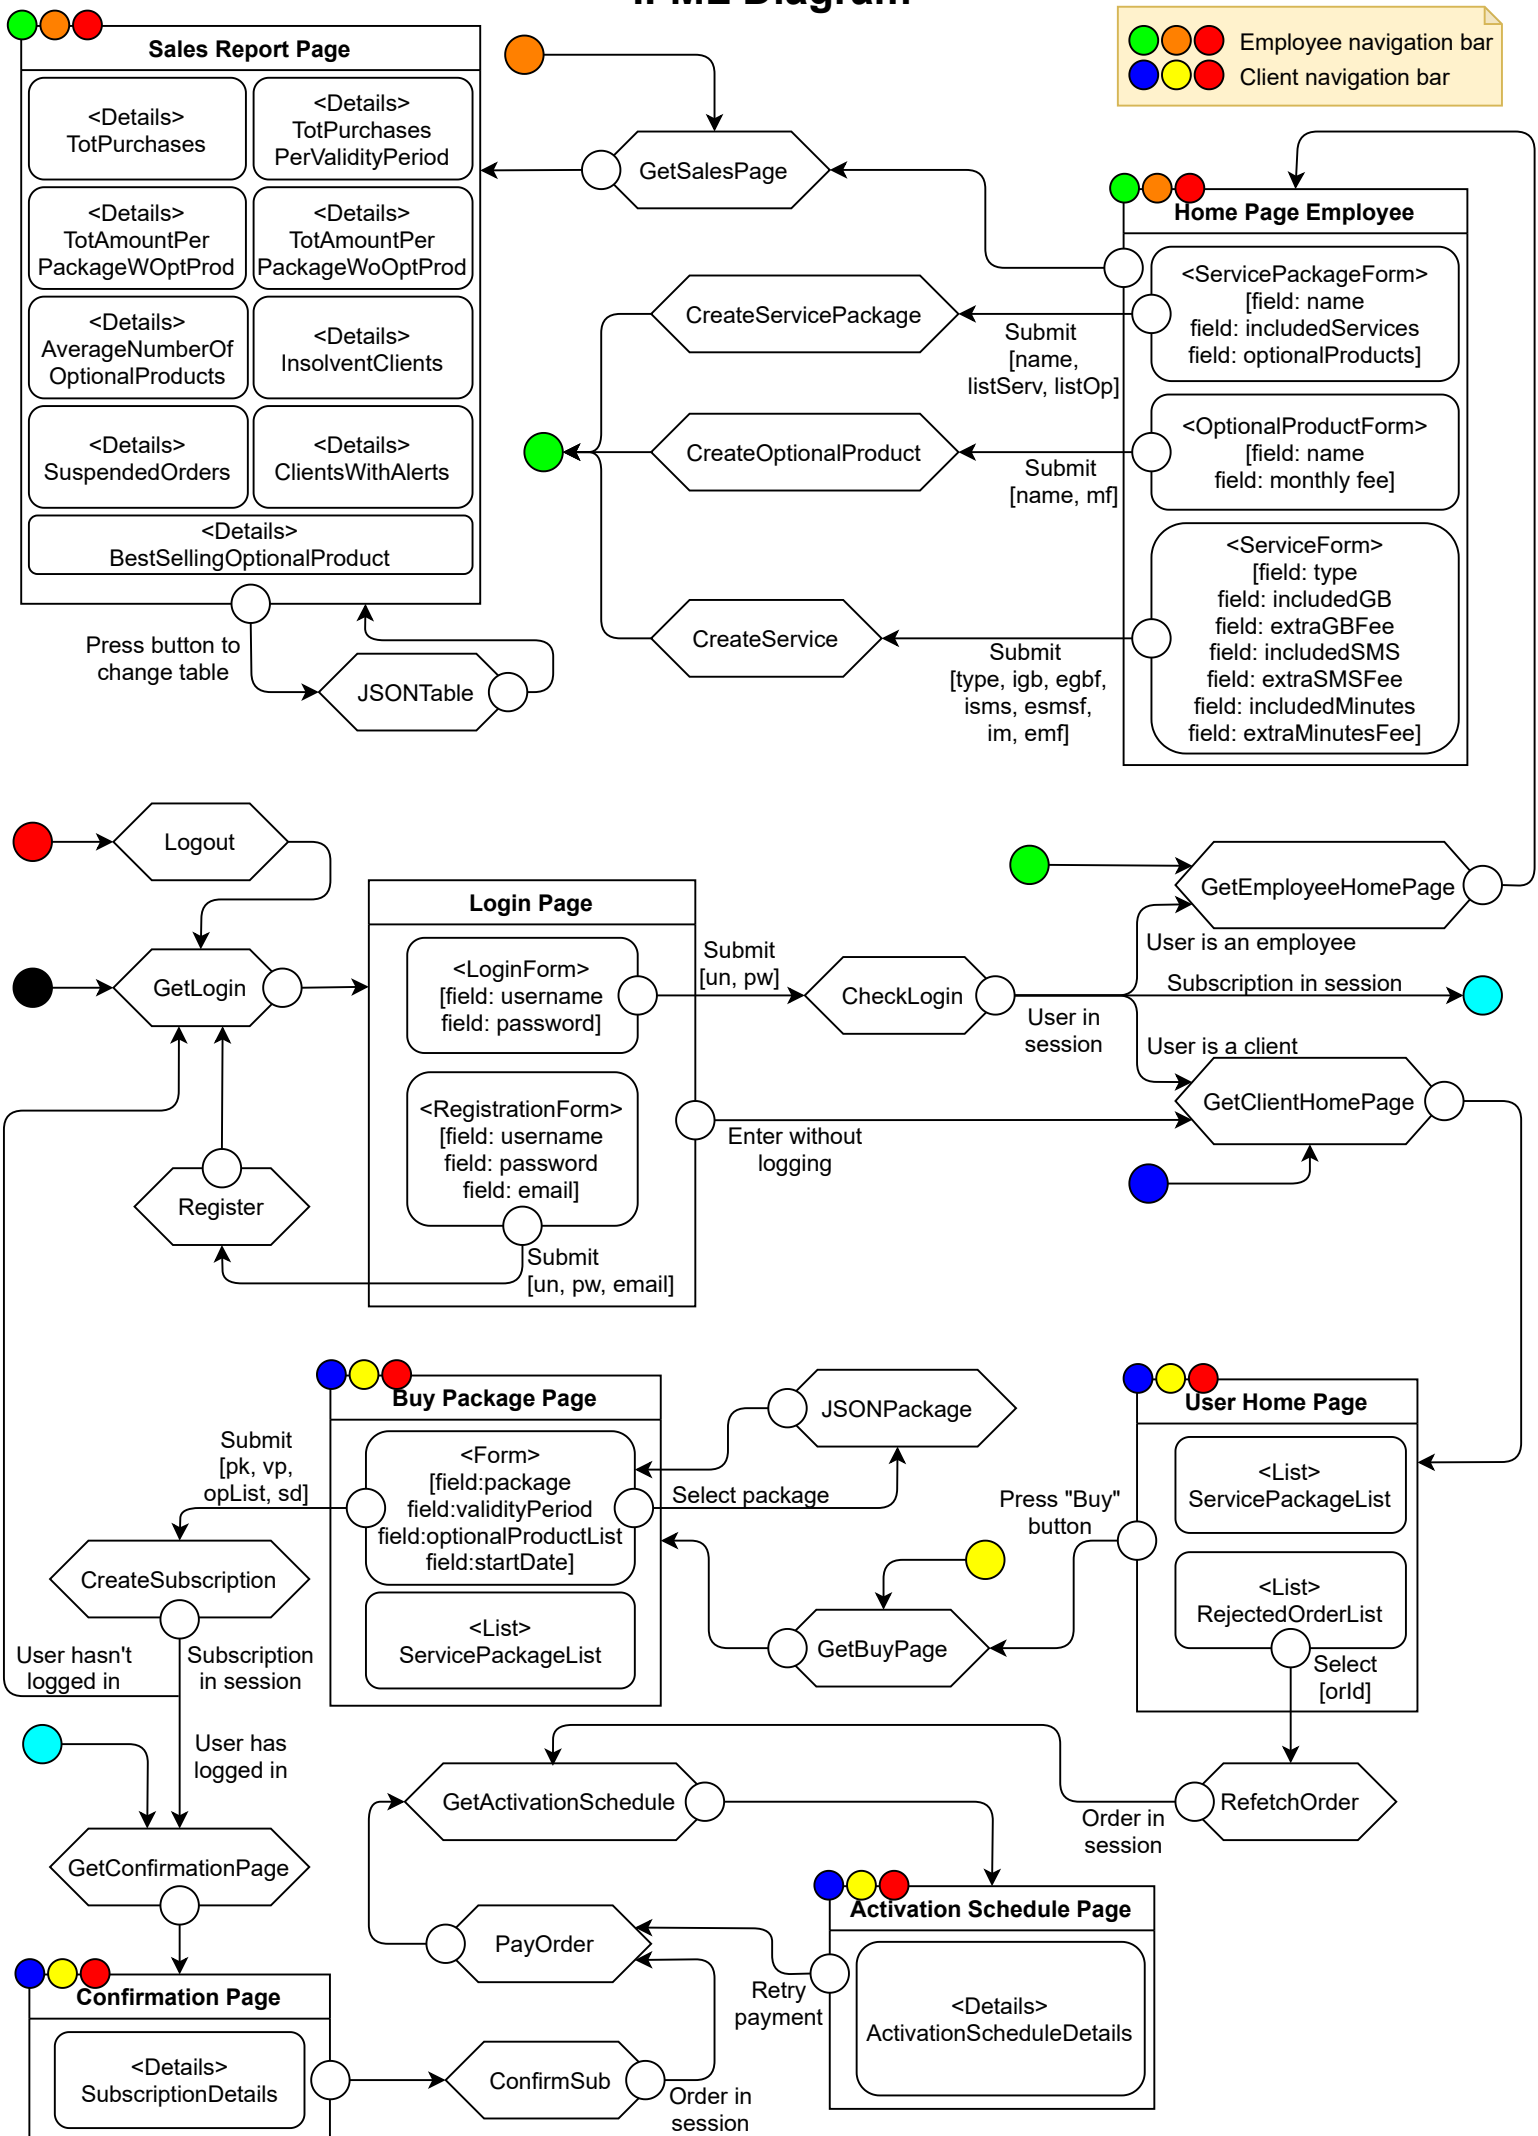 IFML Diagram
Employee navigation bar
Client navigation bar
Sales Report Page
<Details>
TotPurchases
<Details>
TotPurchases
PerValidityPeriod
<Details>
TotAmountPer
PackageWOptProd
<Details>
TotAmountPer
PackageWoOptProd
<Details>
AverageNumberOf
OptionalProducts
<Details>
InsolventClients
<Details>
SuspendedOrders
<Details>
ClientsWithAlerts
<Details>
BestSellingOptionalProduct
Press button to
change table
JSONTable
GetSalesPage
Home Page Employee
<ServicePackageForm>
[field: name
field: includedServices
field: optionalProducts]
CreateServicePackage
Submit
[name,
listServ, listOp]
<OptionalProductForm>
[field: name
field: monthly fee]
CreateOptionalProduct
Submit
[name, mf]
<ServiceForm>
[field: type
field: includedGB
field: extraGBFee
field: includedSMS
field: extraSMSFee
field: includedMinutes
field: extraMinutesFee]
CreateService
Submit
[type, igb, egbf,
isms, esmsf,
im, emf]
Logout
GetLogin
Register
Login Page
<LoginForm>
[field: username
field: password]
<RegistrationForm>
[field: username
field: password
field: email]
Submit
[un, pw, email]
Submit
[un, pw]
CheckLogin
User in
session
GetEmployeeHomePage
User is an employee
Subscription in session
User is a client
GetClientHomePage
Enter without
logging
Buy Package Page
<Form>
[field:package
field:validityPeriod
field:optionalProductList
field:startDate]
<List>
ServicePackageList
Submit
[pk, vp,
opList, sd]
JSONPackage
Select package
GetBuyPage
Press "Buy"
button
User Home Page
<List>
ServicePackageList
<List>
RejectedOrderList
Select
[orId]
CreateSubscription
User hasn't
logged in
Subscription
in session
User has
logged in
GetConfirmationPage
GetActivationSchedule
RefetchOrder
Order in
session
PayOrder
Activation Schedule Page
<Details>
ActivationScheduleDetails
Retry
payment
Confirmation Page
<Details>
SubscriptionDetails
ConfirmSub
Order in
session